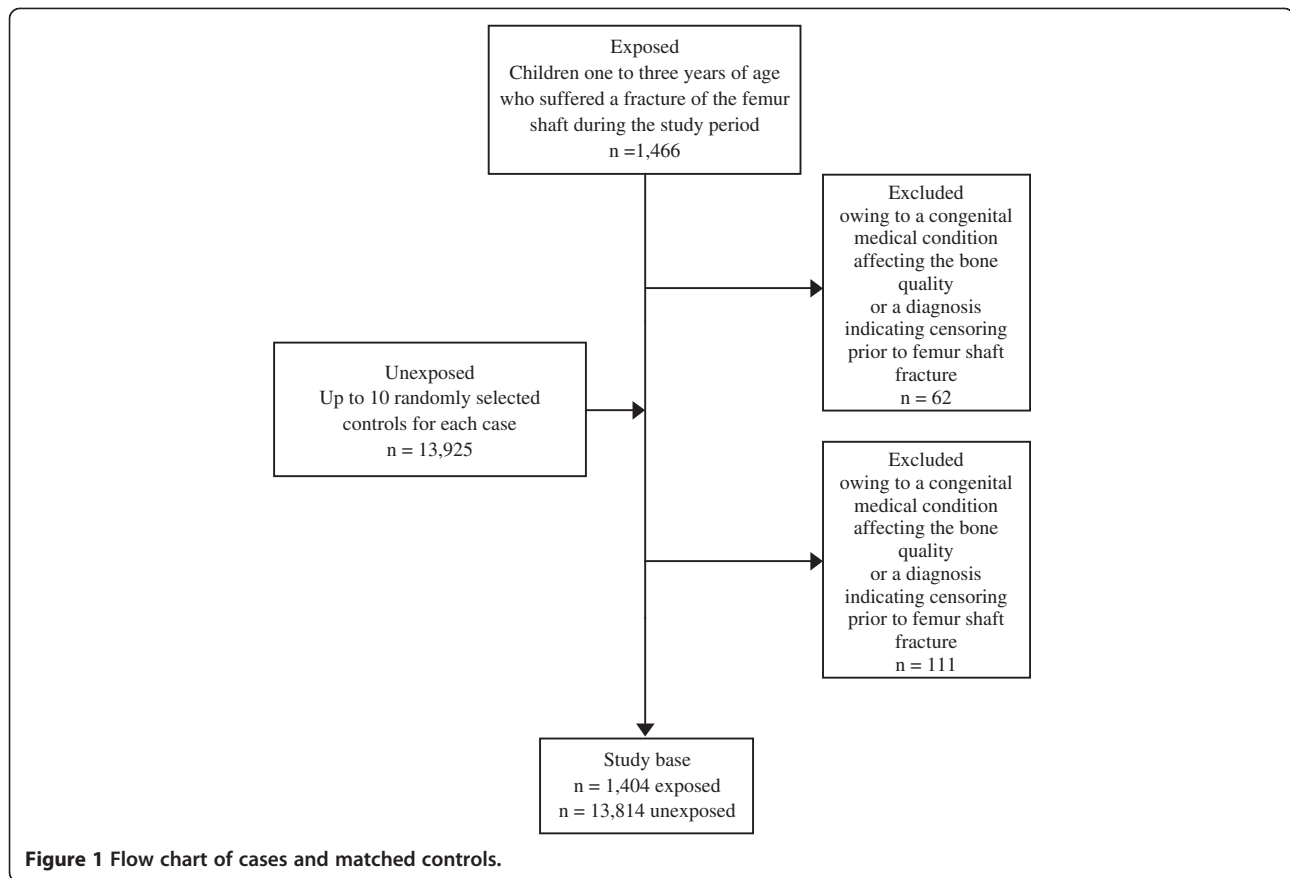 Exposed
Children one to three years of age
who suffered a fracture of the femur
shaft during the study period
n =1,466
Excluded
owing to a congenital
medical condition
affecting the bone
quality
or a diagnosis
indicating censoring
prior to femur shaft
fracture
n = 62
Unexposed
Up to 10 randomly selected
controls for each case
n = 13,925
Excluded
owing to a congenital
medical condition
affecting the bone
quality
or a diagnosis
indicating censoring
prior to femur shaft
fracture
n = 111
Study base
n = 1,404 exposed
n = 13,814 unexposed
Figure 1 Flow chart of cases and matched controls.